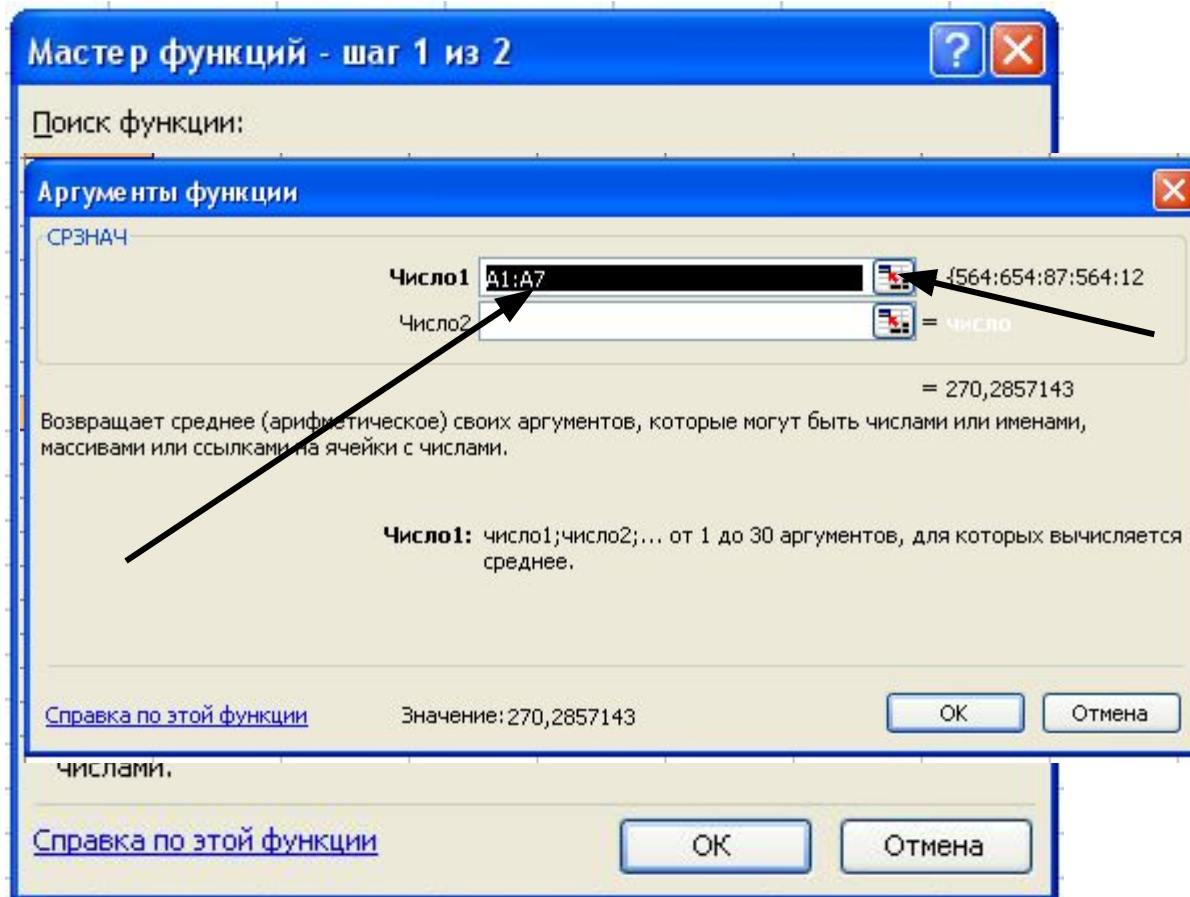 Мастер функций - шаг 1 из 2
Поиск функции:
Аргументы функции
СРЗНАЧ
Число1 A1:A7 {564:654:87:564:12
Число2 = число
= 270,2857143
Возвращает среднее (арифметическое) своих аргументов, которые могут быть числами или именами,
массивами или ссылками на ячейки с числами.
Число1: число1;число2;... от 1 до 30 аргументов, для которых вычисляется
среднее.
Справка по этой функции Значение:270,2857143 ОК Отмена
числами.
Справка по этой функции ОК Отмена